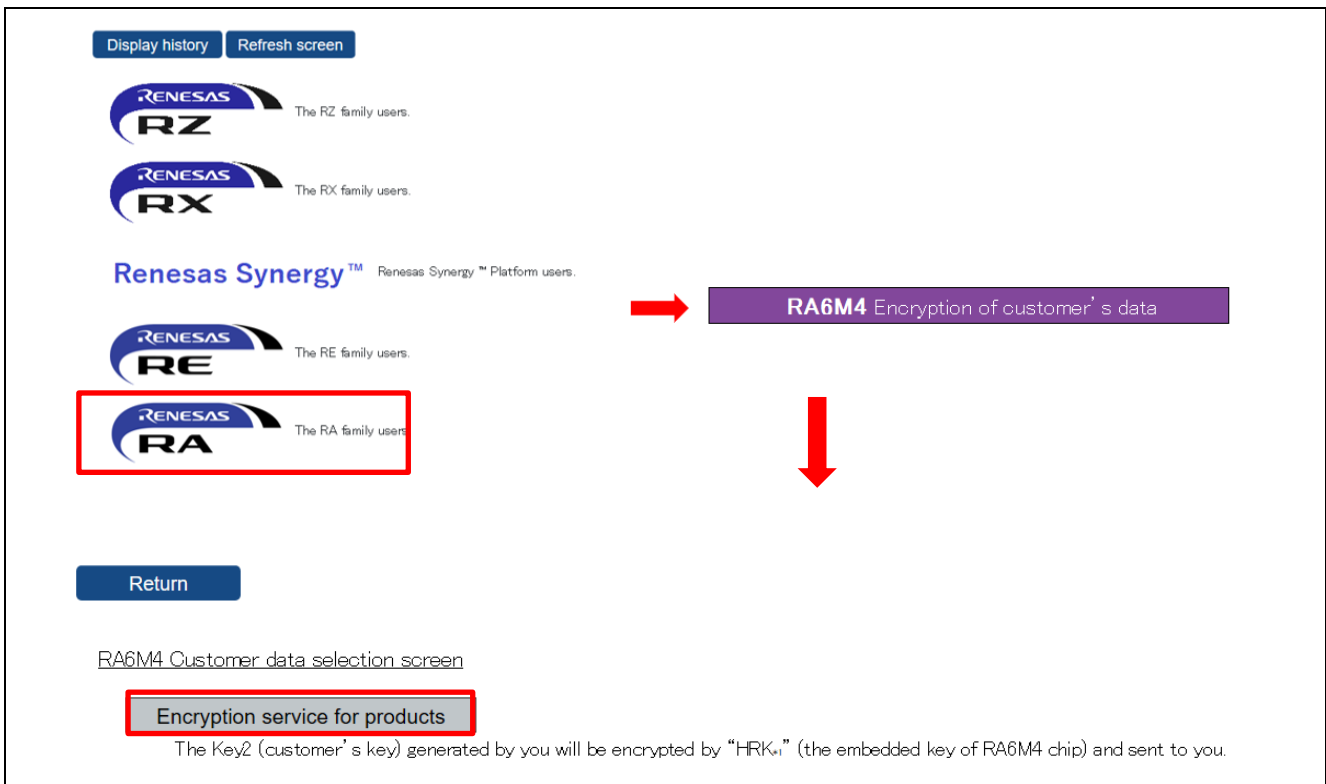 Display history Refresh screen
RENESAS
RZ
The RZ family users.
RENESAS
RX
The RX family users.
Renesas Synergy™ Renesas Synergy ™ Platform users.
RA6M4 Encryption of customer's data
RENESAS
RE
The RE family users.
RENESAS
RA
The RA family users
Return
RA6M4 Customer data selection screen
Encryption service for products
The Key2 (customer's key) generated by you will be encrypted by “HRK*1” (the embedded key of RA6M4 chip) and sent to you.